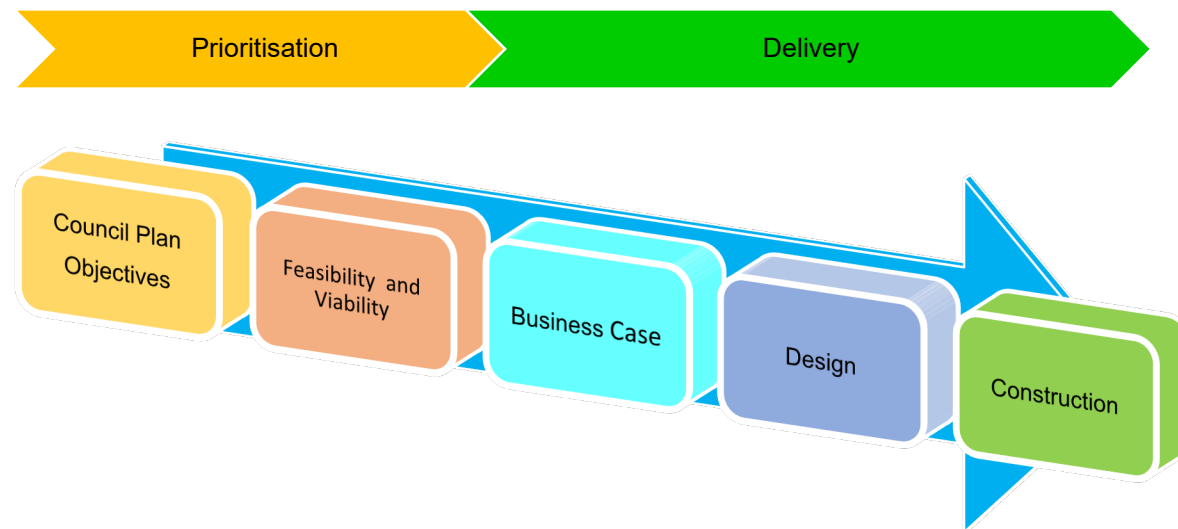 Prioritisation
Delivery
Council Plan
Objectives
Feasibility and
Viability
Business Case
Design
Construction